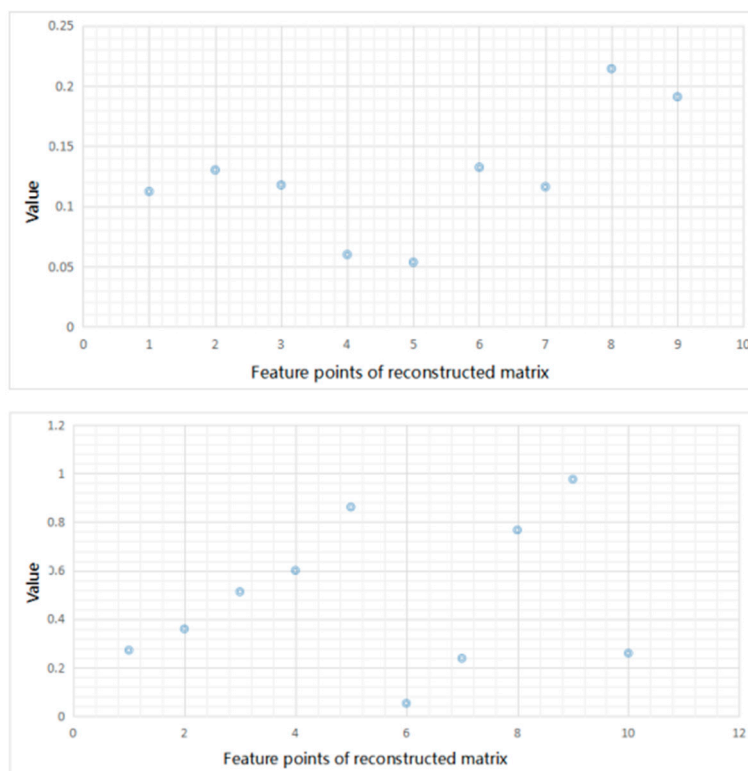 0.25
0.2
0.15
0.1
0.05
0
Value
0 1 2 3 4 5 6 7 8 9 10
Feature points of reconstructed matrix
1.2
1
0.8
0.6
0.4
0.2
0
Value
0 2 4 6 8 10 12
Feature points of reconstructed matrix